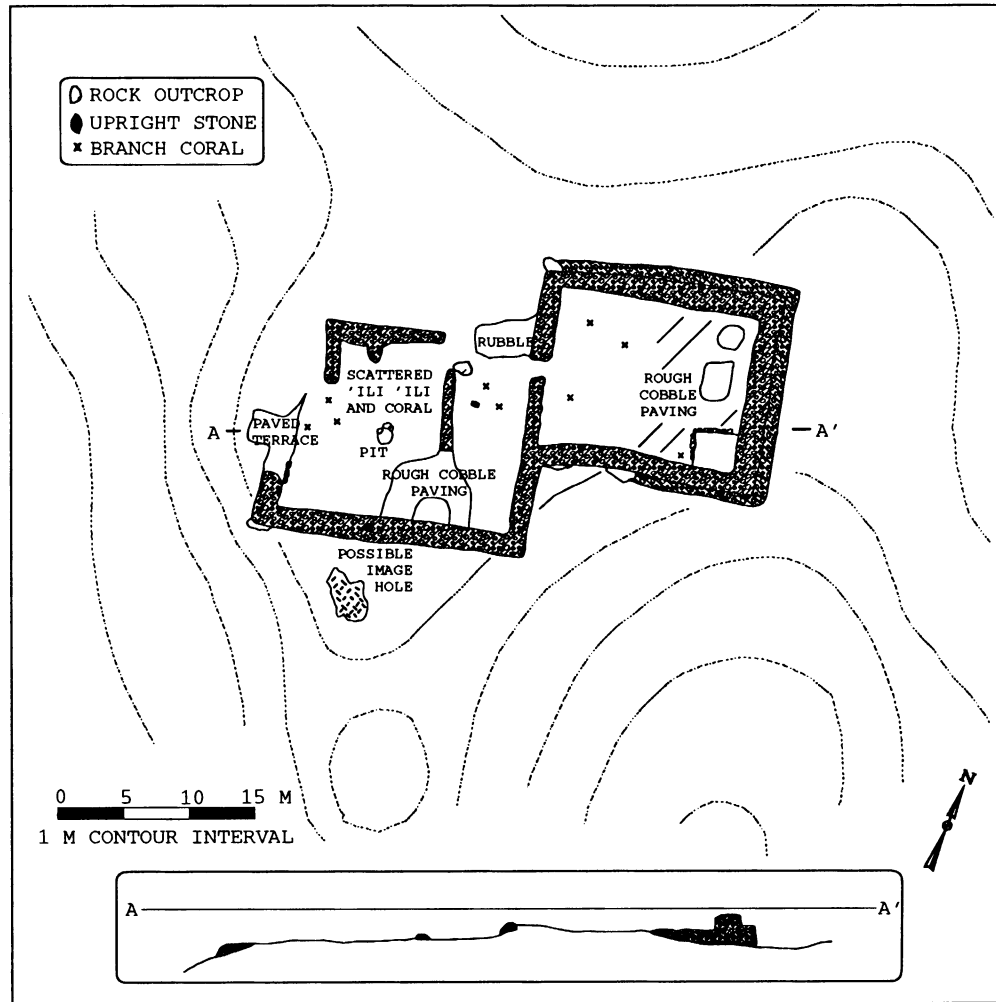 ROCK OUTCROP
UPRIGHT STONE
BRANCH CORAL
RUBBLE
SCATTERED
'ILI 'ILI
AND CORAL
ROUGH
COBBLE
PAVING
A
PAVED
TERRACE
A'
PIT
ROUGH COBBLE
PAVING
POSSIBLE
IMAGE
HOLE
N
0 5 10 15 M
1 M CONTOUR INTERVAL
A A'